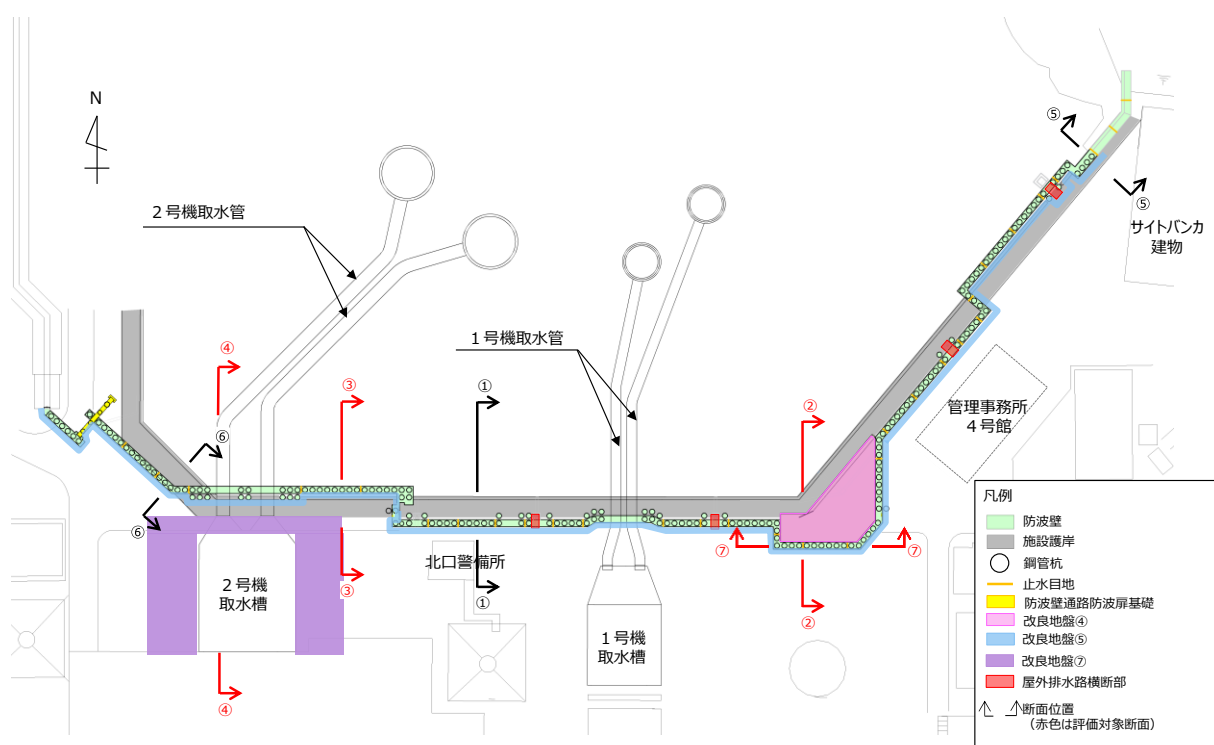 N
２号機取水管
１号機取水管
④
③
①
②
⑤
⑤
サイトバンカ
建物
管理事務所
４号館
⑥
⑥
⑦
⑦
北口警備所
③
①
②
④
２号機
取水槽
１号機
取水槽
凡例
防波壁
施設護岸
鋼管杭
止水目地
防波壁通路防波扉基礎
改良地盤④
改良地盤⑤
改良地盤⑦
屋外排水路横断部
断面位置
（赤色は評価対象断面）